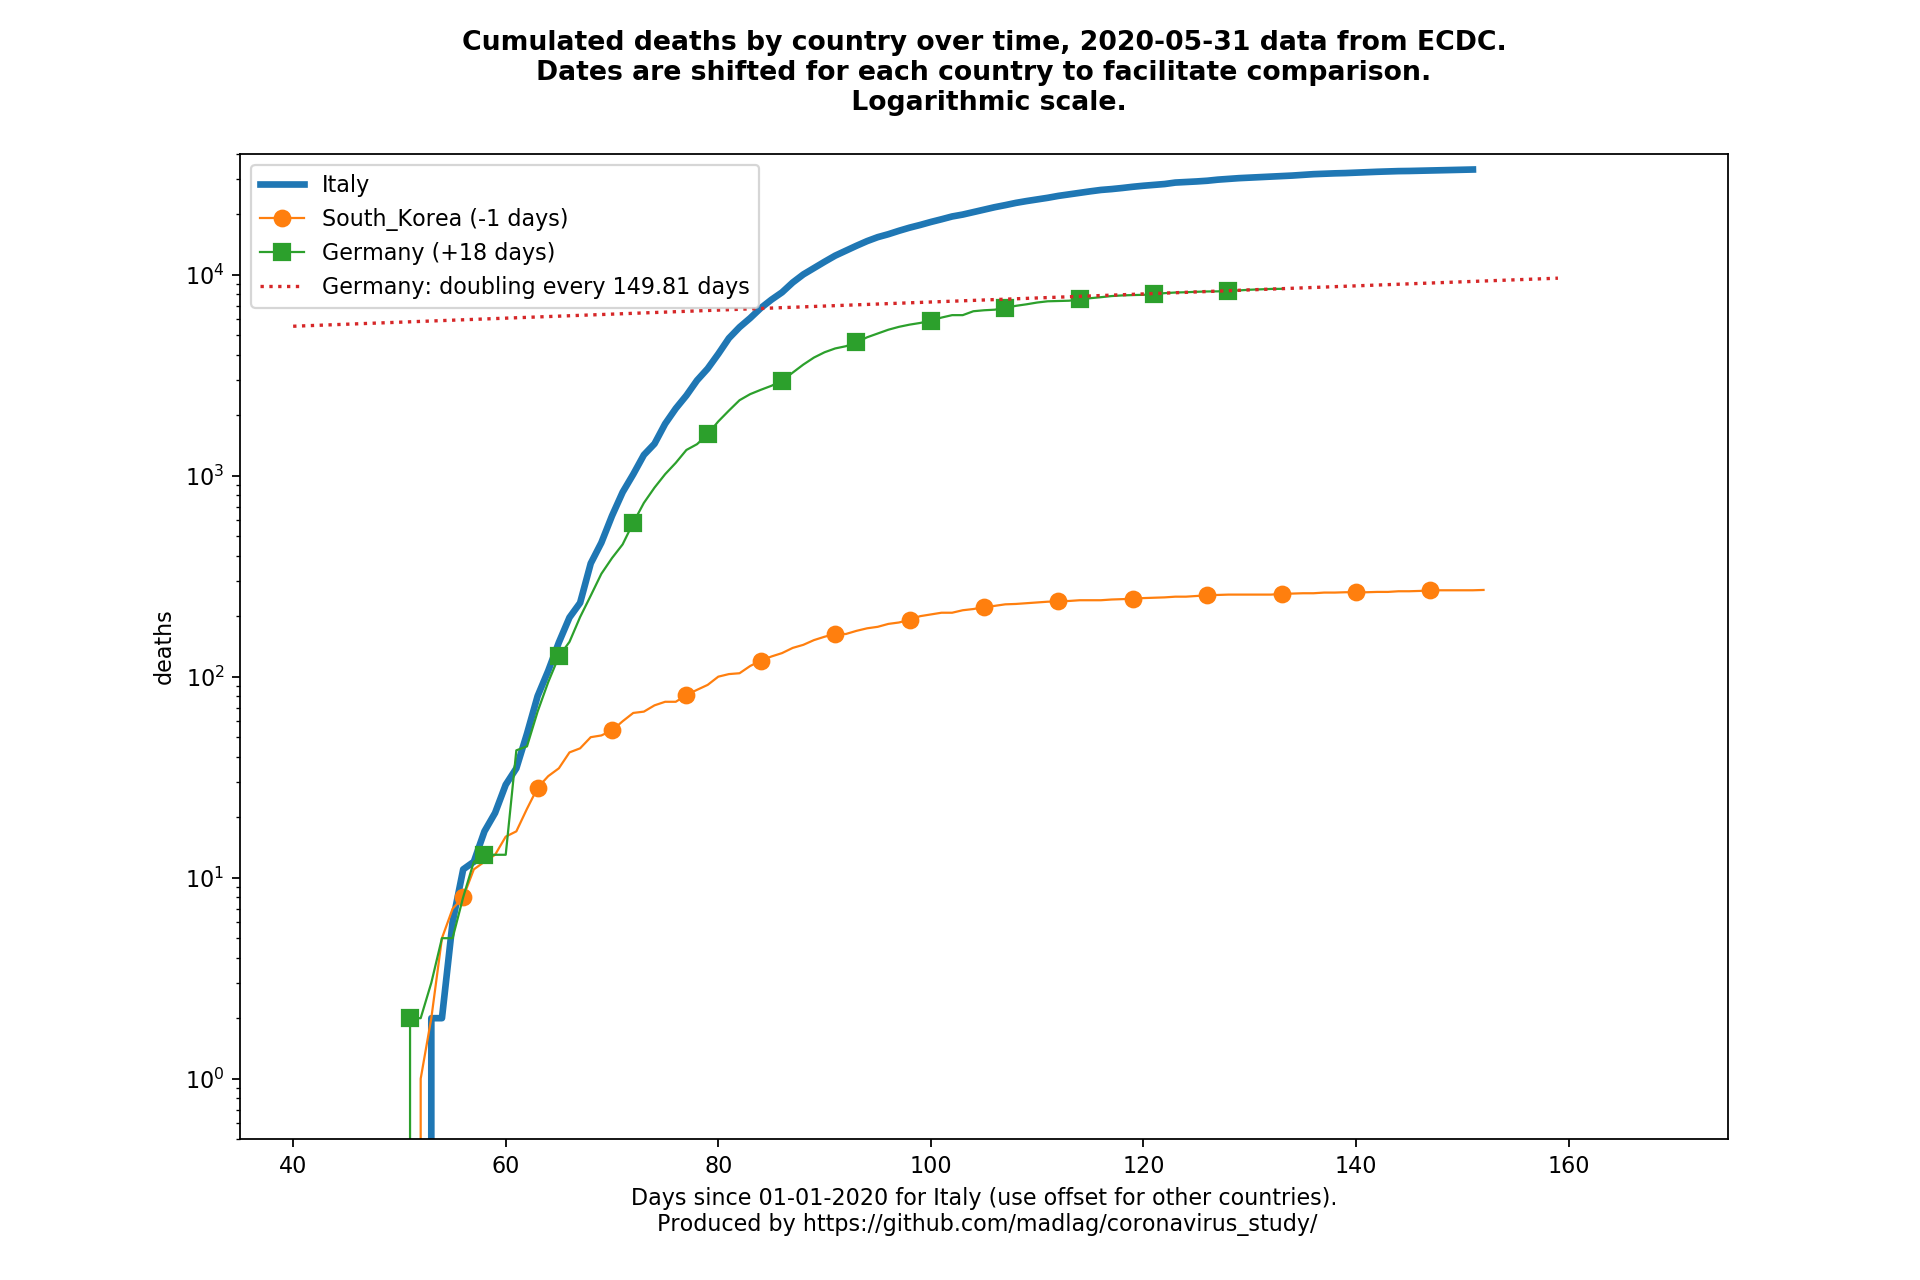 Cumulated deaths by country over time, 2020-05-31 data from ECDC.
Dates are shifted for each country to facilitate comparison.
Logarithmic scale.
Italy
South_Korea (-1 days)
Germany (+18 days)
Germany: doubling every 149.81 days
10⁴
10³
10²
10¹
10⁰
deaths
40 60 80 100 120 140 160
Days since 01-01-2020 for Italy (use offset for other countries).
Produced by https://github.com/madlag/coronavirus_study/